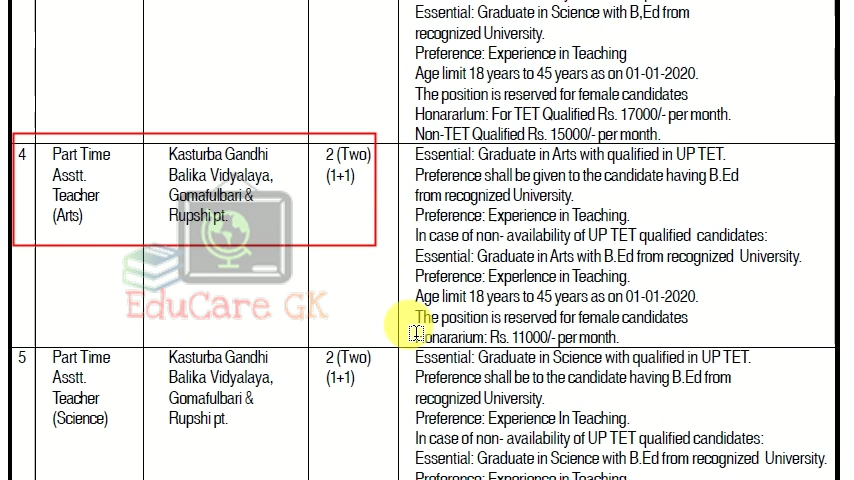 Essential: Graduate in Science with B,Ed from
recognized University.
Preference: Experience in Teaching
Age limit 18 years to 45 years as on 01-01-2020.
The position is reserved for female candidates
Honararlum: For TET Qualified Rs. 17000/- per month.
Non-TET Qualified Rs. 15000/- per month.
4
Part Time
Asstt.
Teacher
(Arts)
Kasturba Gandhi
Balika Vidyalaya,
Gomafulbari &
Rupshi pt.
2 (Two)
(1+1)
Essential: Graduate in Arts with qualified in UP TET.
Preference shall be given to the candidate having B.Ed
from recognized University.
Preference: Experience in Teaching.
In case of non- availability of UP TET qualified candidates:
Essential: Graduate in Arts with B.Ed from recognized University.
Preference: Experlence in Teaching.
Age limit 18 years to 45 years as on 01-01-2020.
The position is reserved for female candidates
Honararium: Rs. 11000/- per month.
EduCare GK
5
Part Time
Asstt.
Teacher
(Science)
Kasturba Gandhi
Balika Vidyalaya,
Gomafulbari &
Rupshi pt.
2 (Two)
(1+1)
Essential: Graduate in Science with qualified in UP TET.
Preference shall be to the candidate having B.Ed from
recognized University.
Preference: Experience In Teaching.
In case of non- availability of UP TET qualified candidates:
Essential: Graduate in Science with B.Ed from recognized University.
Preference: Experience in Teaching